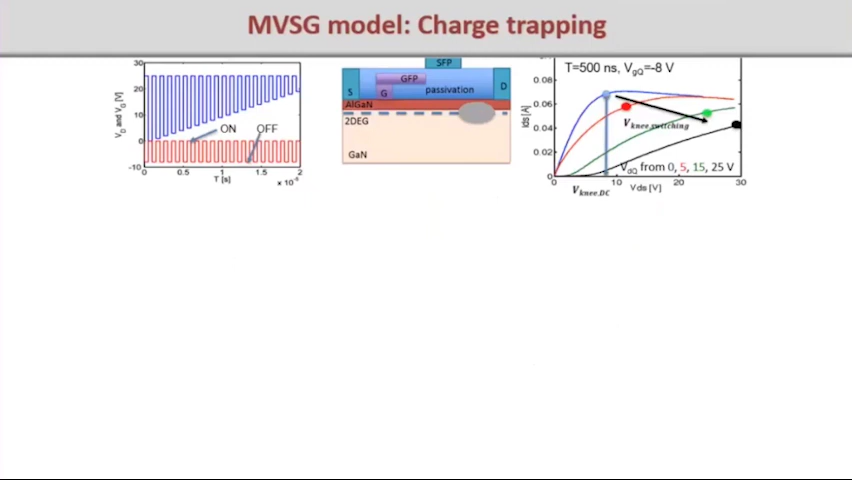 MVSG model: Charge trapping
30
20
10
0
-10
V_D and V_G [V]
ON
OFF
0
0.5
1
1.5
2
T [s]
x 10
SFP
GFP
S
G
passivation
D
AlGaN
2DEG
GaN
T=500 ns, V_gQ=-8 V
0.08
0.06
0.04
0.02
0
Ids [A]
V_knee,switching
V_dQ from 0, 5, 15, 25 V
10
20
30
Vds [V]
V_knee,DC